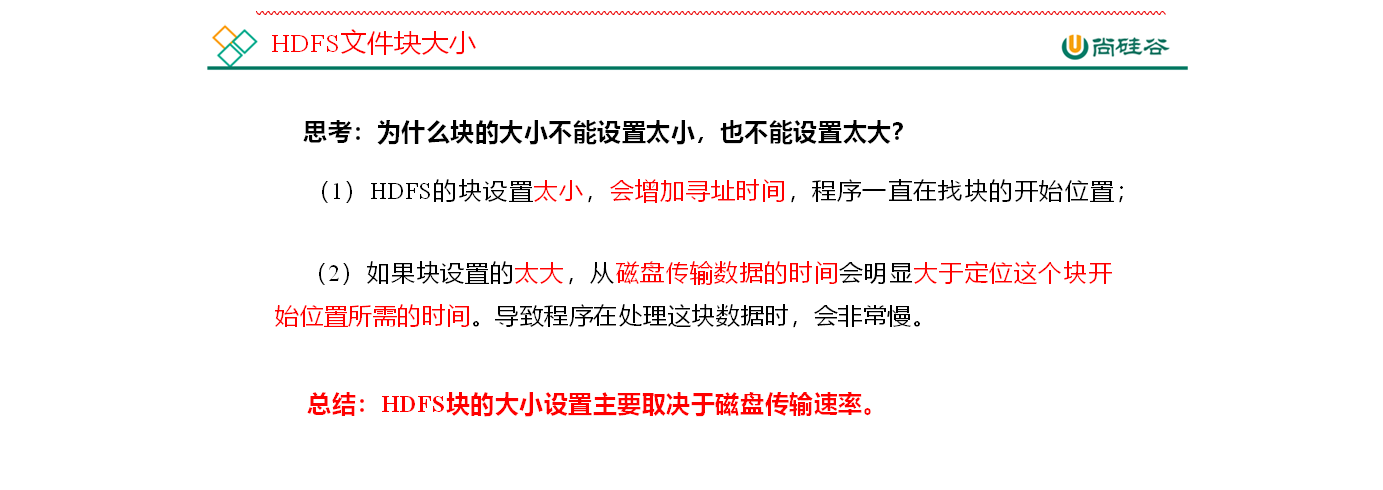 HDFS文件块大小
尚硅谷
思考：为什么块的大小不能设置太小，也不能设置太大？
（1）HDFS的块设置太小，会增加寻址时间，程序一直在找块的开始位置；
（2）如果块设置的太大，从磁盘传输数据的时间会明显大于定位这个块开
始位置所需的时间。导致程序在处理这块数据时，会非常慢。
总结：HDFS块的大小设置主要取决于磁盘传输速率。